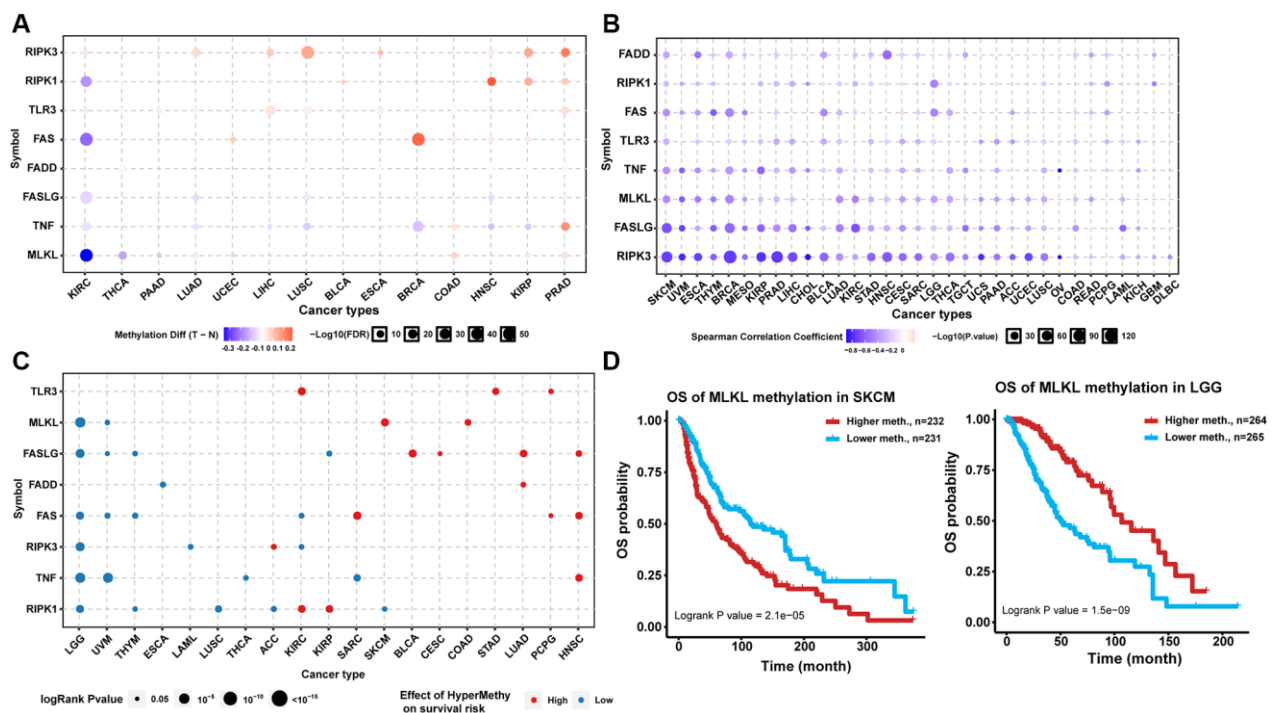 A
RIPK3
RIPK1
TLR3
FAS
FADD
FASLG
TNF
MLKL
Symbol
KIRC THCA PAAD LUAD UCEC LIHC LUSC BLCA ESCA BRCA COAD HNSC KIRP PRAD
Cancer types
Methylation Diff (T − N)
-0.3 -0.2 -0.1 0 0.1 0.2
−Log10(FDR) 10 20 30 40 50
B
FADD
RIPK1
FAS
TLR3
TNF
MLKL
FASLG
RIPK3
Symbol
SKCM UVM ESCA THYM BRCA MESO KIRP PRAD LIHC CHOL BLCA LUAD KIRC STAD HNSC CESC SARC LGG THCA TGCT UCS PAAD ACC UCEC LUSC OV COAD READ PCPG LAML KICH GBM DLBC
Cancer types
Spearman Correlation Coefficient
−0.8 −0.6−0.4−0.2 0
−Log10(P.value) 30 60 90 120
C
TLR3
MLKL
FASLG
FADD
FAS
RIPK3
TNF
RIPK1
Symbol
LGG UVM THYM ESCA LAML LUSC THCA ACC KIRC KIRP SARC SKCM BLCA CESC COAD STAD LUAD PCPG HNSC
Cancer type
logRank Pvalue 0.05 10⁻⁵ 10⁻¹⁰ <10⁻¹⁵
Effect of HyperMethy
on survival risk
High Low
D
OS of MLKL methylation in SKCM
Higher meth., n=232
Lower meth., n=231
1.00
0.75
0.50
0.25
0.00
OS probability
Logrank P value = 2.1e−05
0 100 200 300
Time (month)
OS of MLKL methylation in LGG
Higher meth., n=264
Lower meth., n=265
1.00
0.75
0.50
0.25
0.00
OS probability
Logrank P value = 1.5e−09
0 50 100 150 200
Time (month)